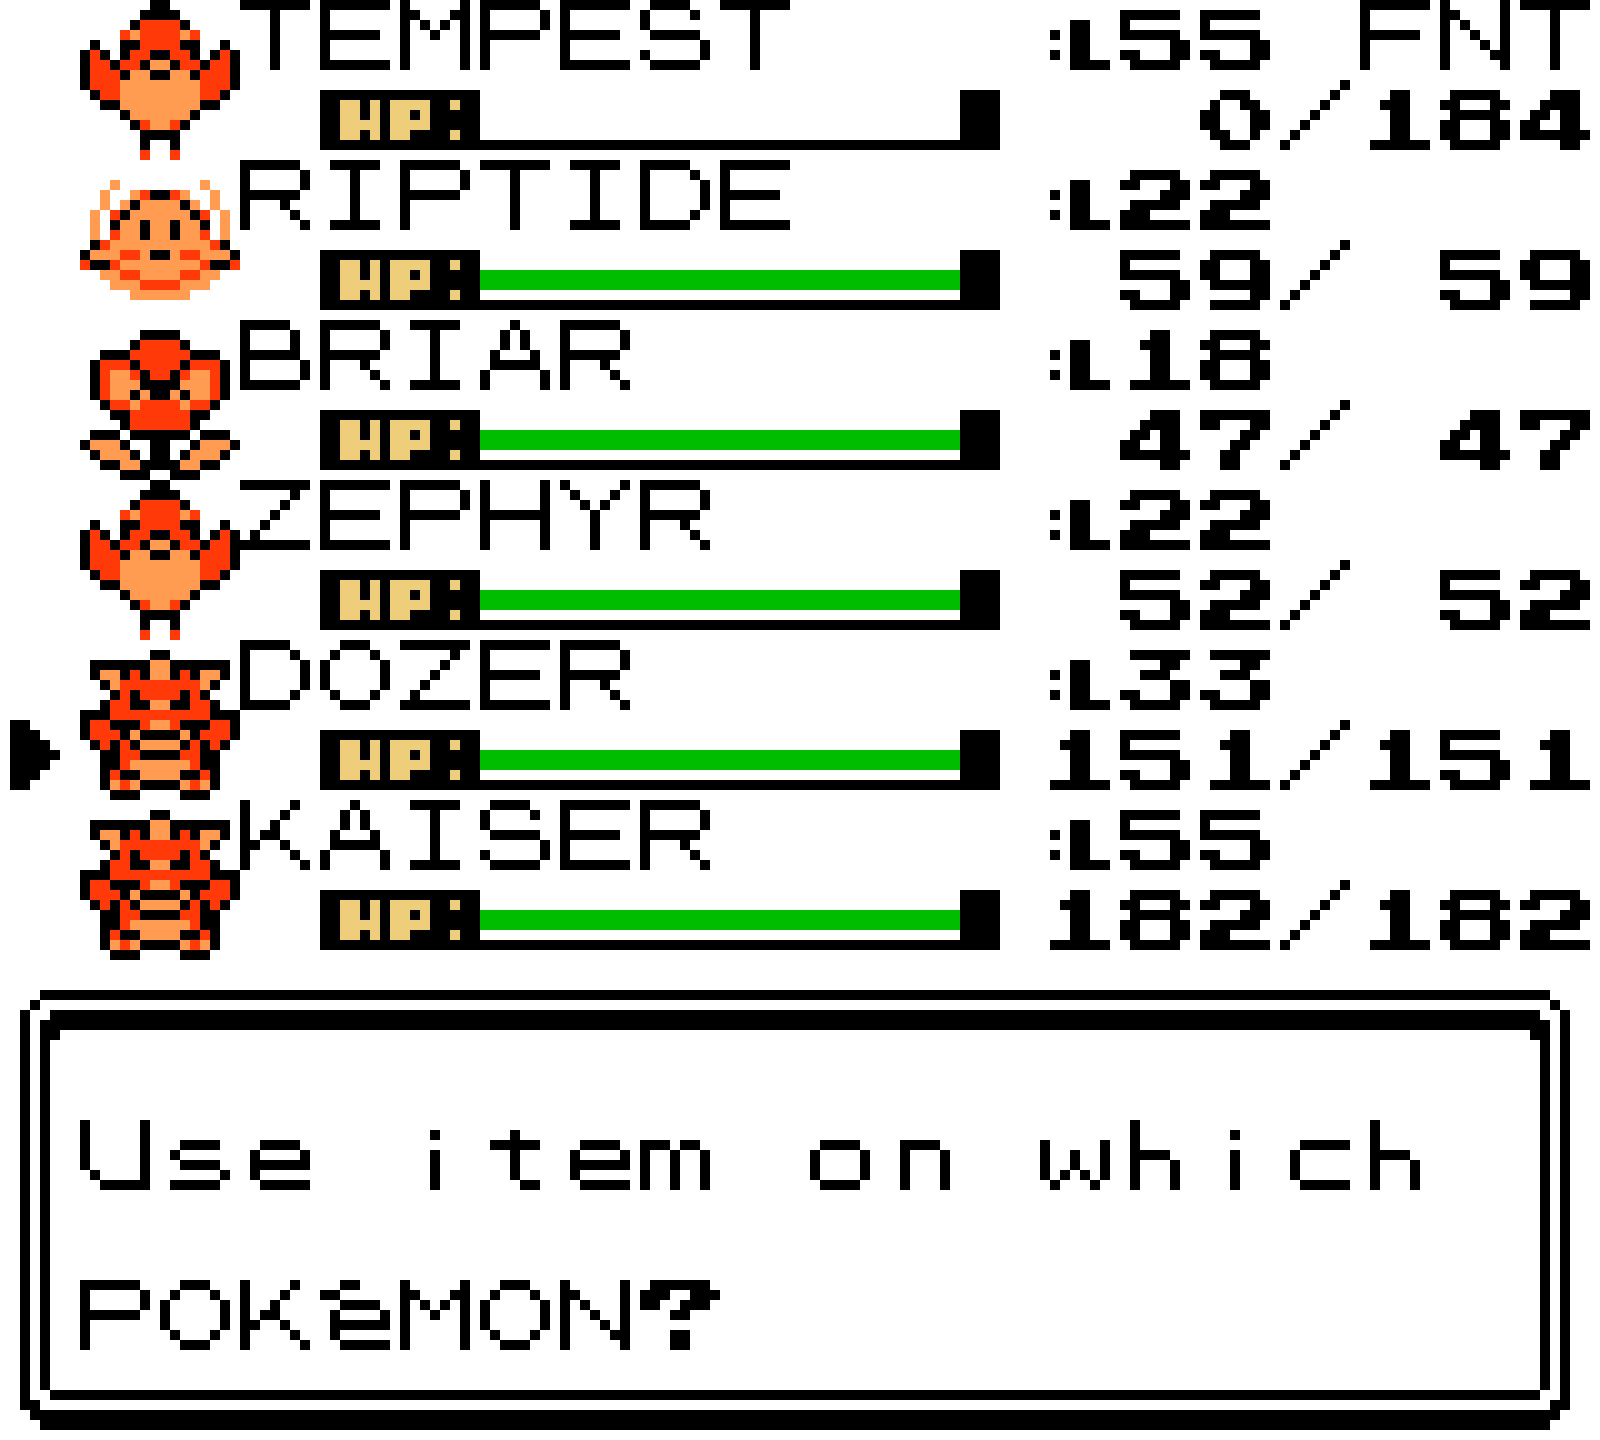 TEMPEST :L55 FNT
HP: 0/184
RIPTIDE :L22
HP: 59/ 59
BRIAR :L18
HP: 47/ 47
ZEPHYR :L22
HP: 52/ 52
DOZER :L33
HP: 151/151
KAISER :L55
HP: 182/182
Use item on which
POKéMON?